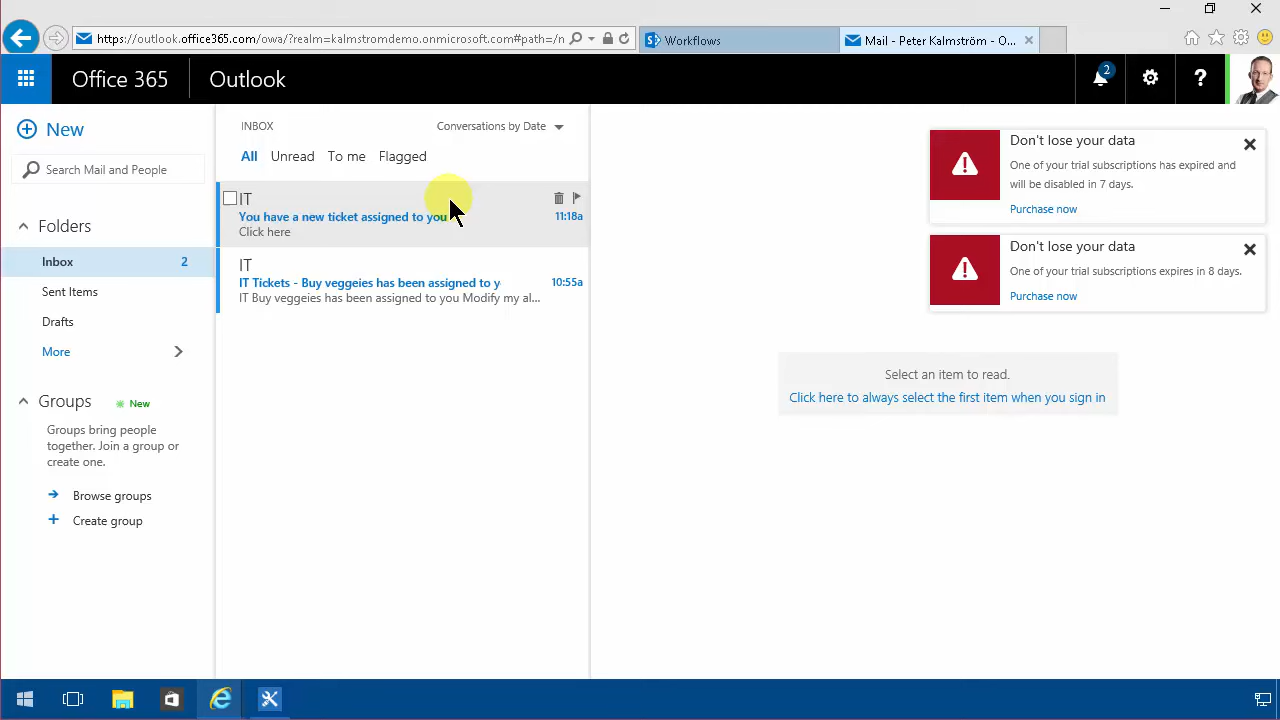 https://outlook.office365.com/owa/?realm=kalmstromdemo.onmicrosoft.com#path=/n
Workflows
Mail - Peter Kalmström - O...
Office 365
Outlook
2
?
New
Search Mail and People
Folders
Inbox 2
Sent Items
Drafts
More
Groups New
Groups bring people
together. Join a group or
create one.
Browse groups
Create group
INBOX
Conversations by Date
All Unread To me Flagged
IT
You have a new ticket assigned to you 11:18a
Click here
IT
IT Tickets - Buy veggeies has been assigned to y 10:55a
IT Buy veggeies has been assigned to you Modify my al...
Don't lose your data
One of your trial subscriptions has expired and
will be disabled in 7 days.
Purchase now
Don't lose your data
One of your trial subscriptions expires in 8 days.
Purchase now
Select an item to read.
Click here to always select the first item when you sign in